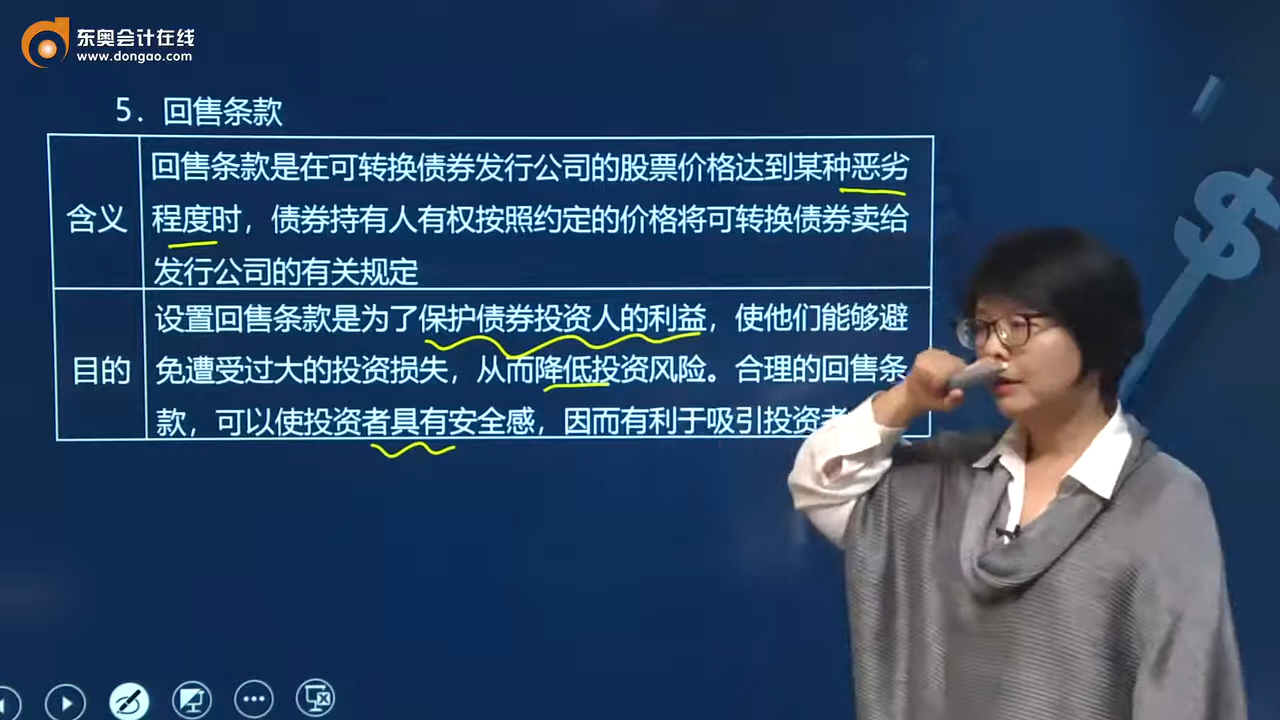 东奥会计在线
www.dongao.com
5．回售条款
含义
回售条款是在可转换债券发行公司的股票价格达到某种恶劣
程度时，债券持有人有权按照约定的价格将可转换债券卖给
发行公司的有关规定
目的
设置回售条款是为了保护债券投资人的利益，使他们能够避
免遭受过大的投资损失，从而降低投资风险。合理的回售条
款，可以使投资者具有安全感，因而有利于吸引投资者